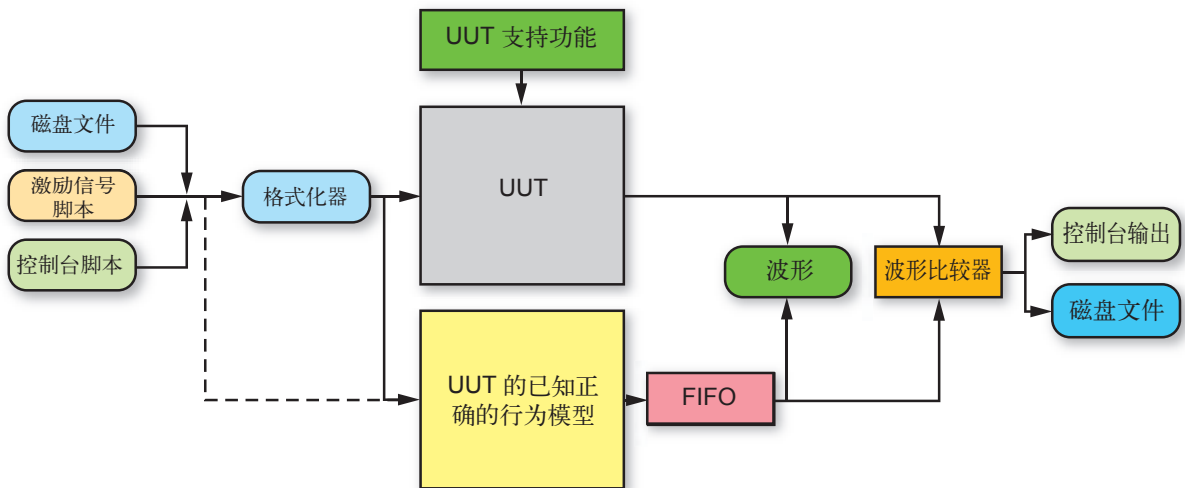 UUT 支持功能
磁盘文件
激励信号
脚本
控制台脚本
格式化器
UUT
波形
波形比较器
控制台输出
磁盘文件
UUT 的已知正
确的行为模型
FIFO